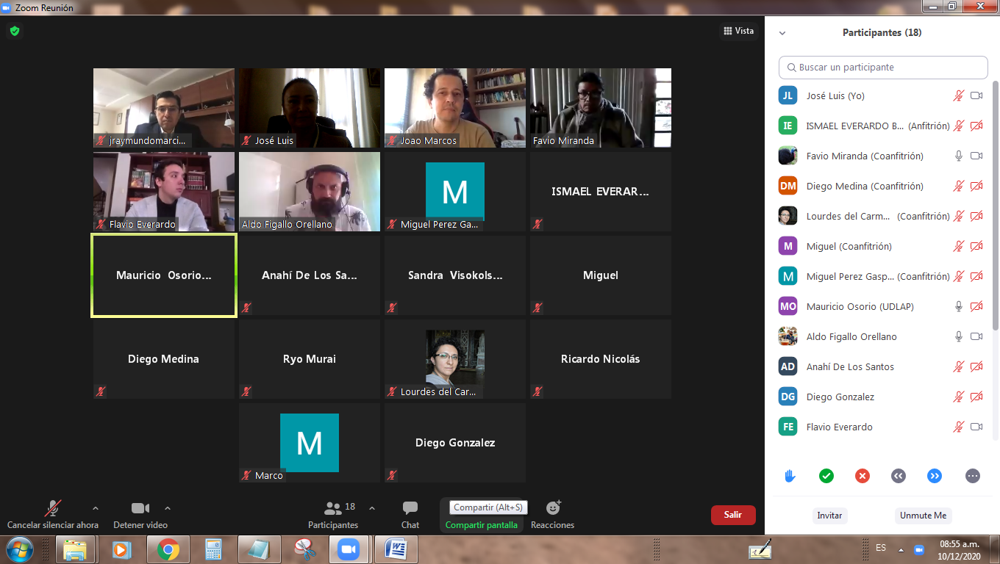 Zoom Reunión
Vista
jraymundomarci...
José Luis
Joao Marcos
Favio Miranda
Flavio Everardo
Aldo Figallo Orellano
M
Miguel Perez Ga...
ISMAEL EVERAR...
Mauricio Osorio...
Anahí De Los Sa...
Sandra Visokols...
Miguel
Diego Medina
Ryo Murai
Lourdes del Car...
Ricardo Nicolás
M
Marco
Diego Gonzalez
Cancelar silenciar ahora
Detener video
18
Participantes
Chat
Compartir (Alt+S)
Compartir pantalla
Reacciones
Salir
Participantes (18)
Buscar un participante
JL José Luis (Yo)
IE ISMAEL EVERARDO B... (Anfitrión)
Favio Miranda (Coanfitrión)
DM Diego Medina (Coanfitrión)
Lourdes del Carm... (Coanfitrión)
M Miguel (Coanfitrión)
M Miguel Perez Gasp... (Coanfitrión)
MO Mauricio Osorio (UDLAP)
Aldo Figallo Orellano
AD Anahí De Los Santos
DG Diego Gonzalez
FE Flavio Everardo
Invitar
Unmute Me
ES
08:55 a.m.
10/12/2020